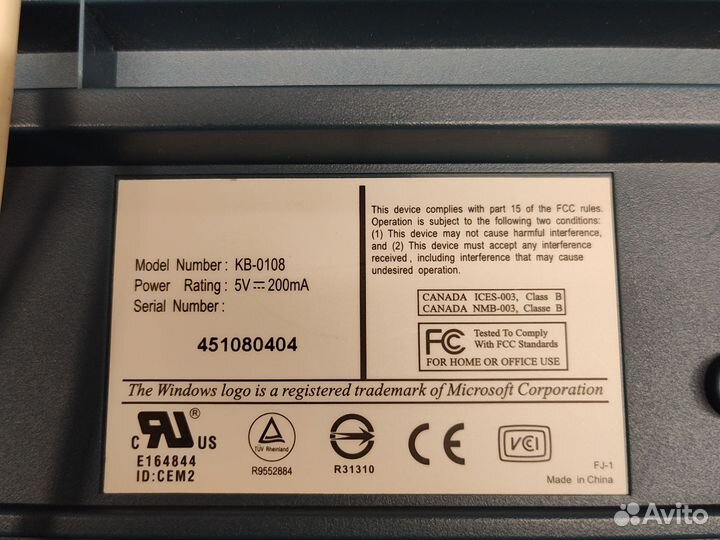 Model Number: KB-0108
Power Rating: 5V⎓200mA
Serial Number:
451080404
This device complies with part 15 of the FCC rules.
Operation is subject to the following two conditions:
(1) This device may not cause harmful interference,
and (2) This device must accept any interference
received, including interference that may cause
undesired operation.
CANADA ICES-003, Class B
CANADA NMB-003, Classe B
FC Tested To Comply
With FCC Standards
FOR HOME OR OFFICE USE
The Windows logo is a registered trademark of Microsoft Corporation
C RU US ®
E164844
ID:CEM2
TÜV Rheinland
R9552884
R31310
CE
VCI
FJ-1
Made in China
Avito